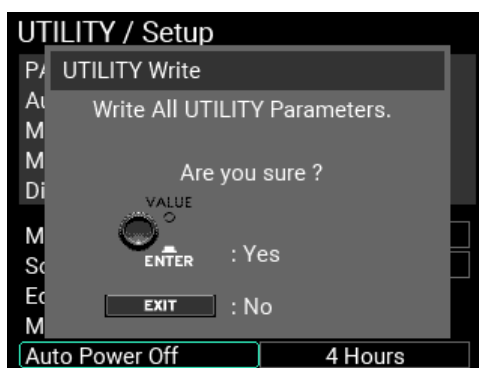 UTILITY / Setup
UTILITY Write
Write All UTILITY Parameters.
Are you sure ?
VALUE
ENTER : Yes
EXIT : No
Auto Power Off 4 Hours